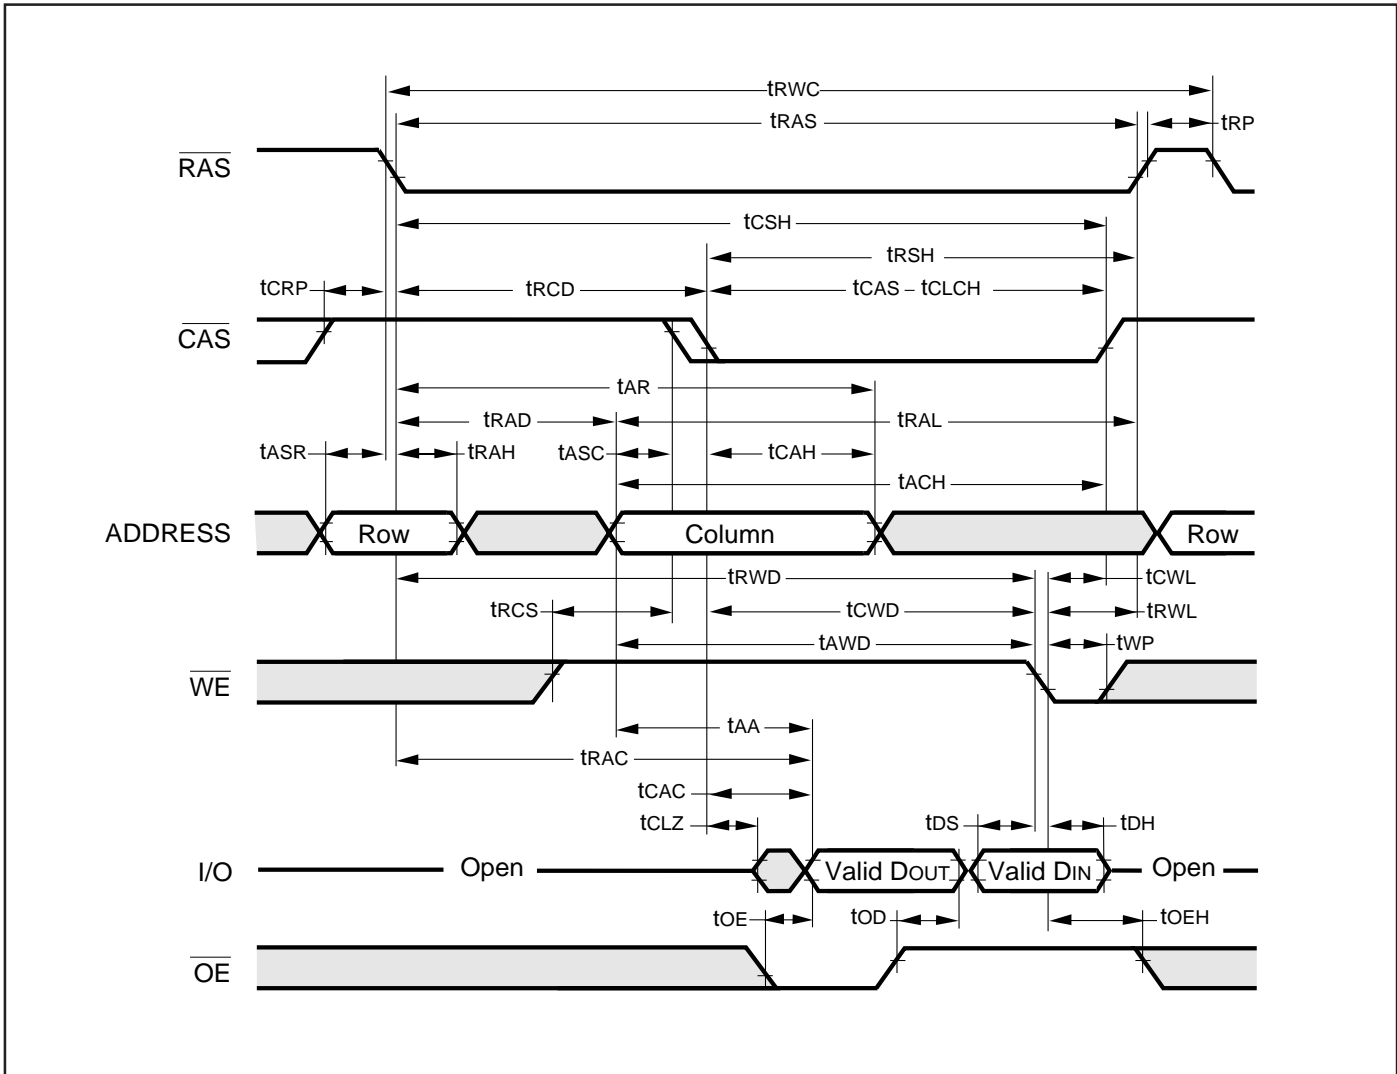 tRWC
tRAS
tRP
RAS
tCSH
tRSH
tCRP
tRCD
tCAS – tCLCH
CAS
tAR
tRAD
tRAL
tASR
tRAH
tASC
tCAH
tACH
ADDRESS
Row
Column
Row
tRWD
tCWL
tRCS
tCWD
tRWL
tAWD
tWP
WE
tAA
tRAC
tCAC
tCLZ
tDS
tDH
I/O
Open
Valid DOUT
Valid DIN
Open
tOE
tOD
tOEH
OE